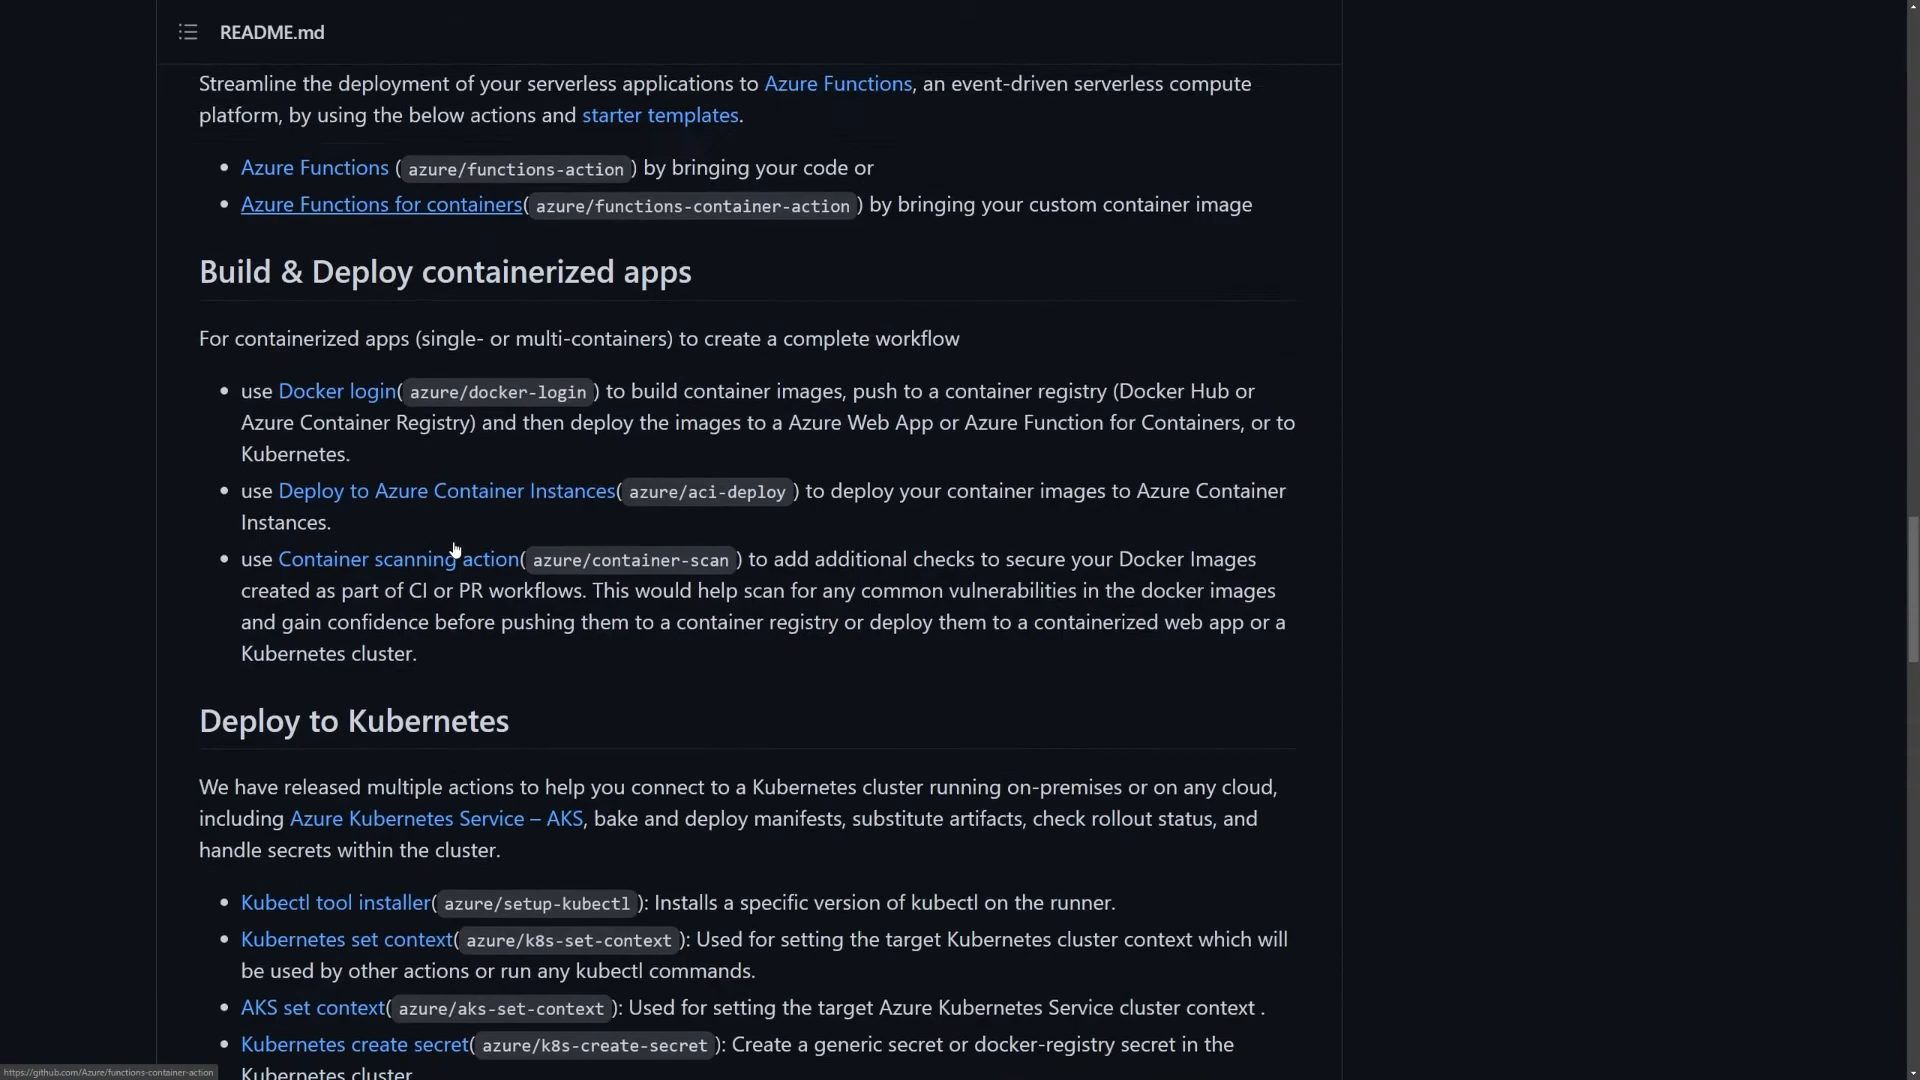 README.md
Streamline the deployment of your serverless applications to Azure Functions, an event-driven serverless compute
platform, by using the below actions and starter templates.
• Azure Functions ( azure/functions-action ) by bringing your code or
• Azure Functions for containers( azure/functions-container-action ) by bringing your custom container image
Build & Deploy containerized apps
For containerized apps (single- or multi-containers) to create a complete workflow
• use Docker login( azure/docker-login ) to build container images, push to a container registry (Docker Hub or
Azure Container Registry) and then deploy the images to a Azure Web App or Azure Function for Containers, or to
Kubernetes.
• use Deploy to Azure Container Instances( azure/aci-deploy ) to deploy your container images to Azure Container
Instances.
• use Container scanning action( azure/container-scan ) to add additional checks to secure your Docker Images
created as part of CI or PR workflows. This would help scan for any common vulnerabilities in the docker images
and gain confidence before pushing them to a container registry or deploy them to a containerized web app or a
Kubernetes cluster.
Deploy to Kubernetes
We have released multiple actions to help you connect to a Kubernetes cluster running on-premises or on any cloud,
including Azure Kubernetes Service – AKS, bake and deploy manifests, substitute artifacts, check rollout status, and
handle secrets within the cluster.
• Kubectl tool installer( azure/setup-kubectl ): Installs a specific version of kubectl on the runner.
• Kubernetes set context( azure/k8s-set-context ): Used for setting the target Kubernetes cluster context which will
be used by other actions or run any kubectl commands.
• AKS set context( azure/aks-set-context ): Used for setting the target Azure Kubernetes Service cluster context .
• Kubernetes create secret( azure/k8s-create-secret ): Create a generic secret or docker-registry secret in the
Kubernetes cluster
https://github.com/Azure/functions-container-action